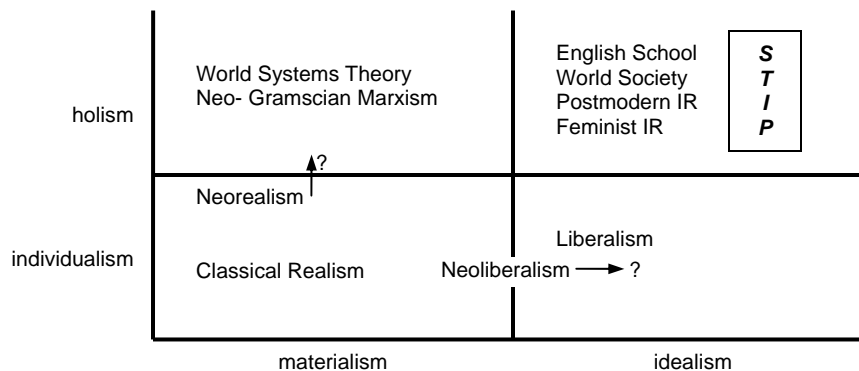 English School S
World Society T
Postmodern IR I
Feminist IR P
World Systems Theory
Neo- Gramscian Marxism
holism
?
Neorealism
individualism
Classical Realism
Liberalism
Neoliberalism ?
materialism
idealism